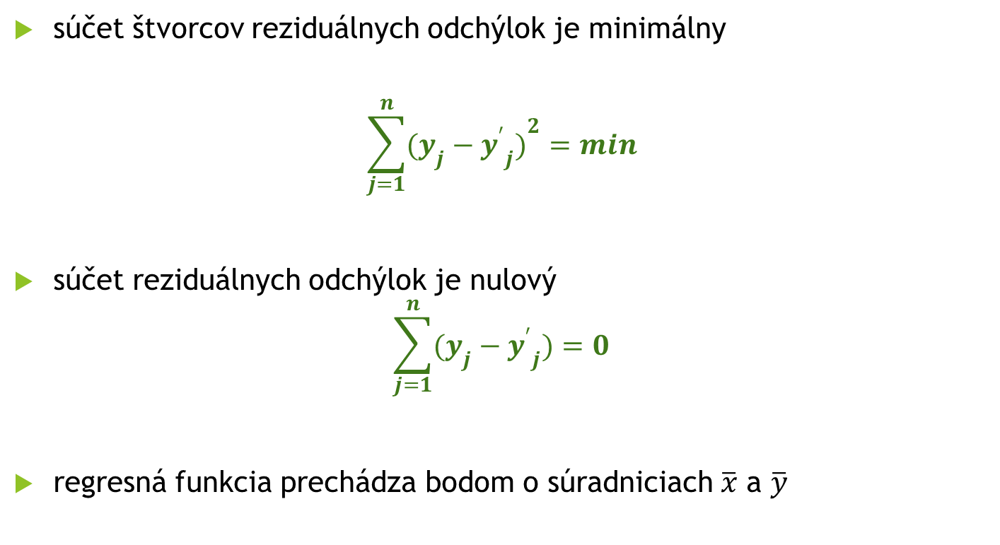 súčet štvorcov reziduálnych odchýlok je minimálny
$\sum_{j=1}^{n} (y_j - y'_j)^2 = min$
súčet reziduálnych odchýlok je nulový
$\sum_{j=1}^{n} (y_j - y'_j) = 0$
regresná funkcia prechádza bodom o súradniciach $\bar{x}$ a $\bar{y}$